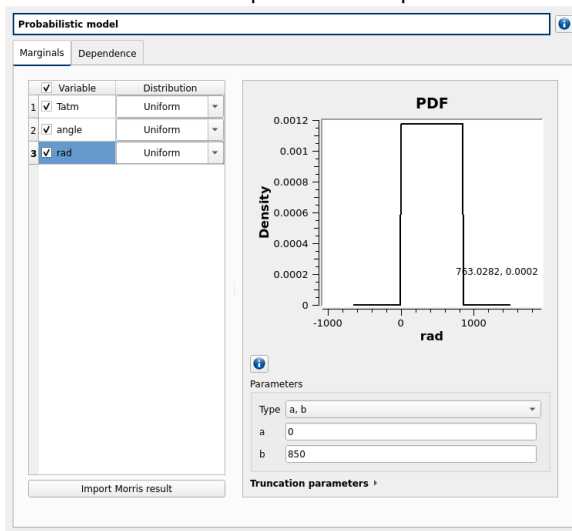 Probabilistic model
Marginals Dependence
Variable Distribution
1 Tatm Uniform
2 angle Uniform
3 rad Uniform
Import Morris result
PDF
0.0012
0.001
0.0008
0.0006
0.0004
0.0002
0
Density
763.0282, 0.0002
-1000 0 1000
rad
Parameters
Type a, b
a 0
b 850
Truncation parameters